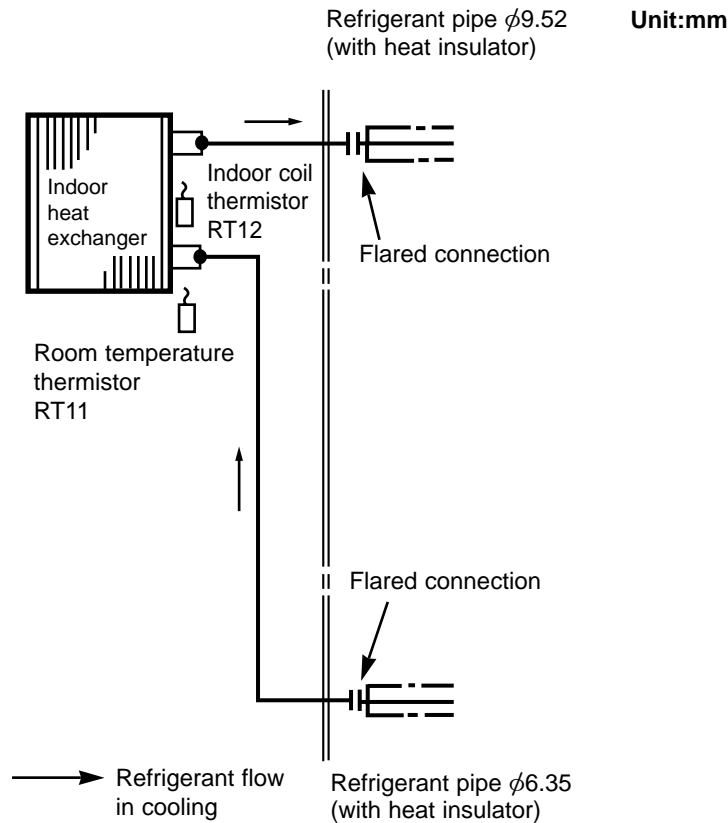 Refrigerant pipe ϕ9.52
(with heat insulator)
Unit:mm
Indoor
heat
exchanger
Indoor coil
thermistor
RT12
Flared connection
Room temperature
thermistor
RT11
Flared connection
Refrigerant flow
in cooling
Refrigerant pipe ϕ6.35
(with heat insulator)